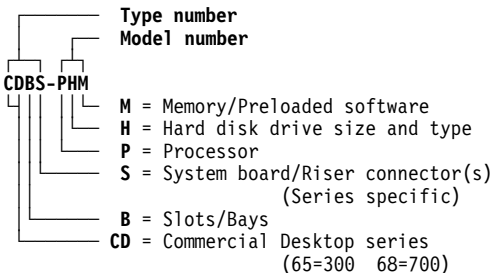 Type number
Model number
CDBS-PHM
M = Memory/Preloaded software
H = Hard disk drive size and type
P = Processor
S = System board/Riser connector(s)
(Series specific)
B = Slots/Bays
CD = Commercial Desktop series
(65=300 68=700)